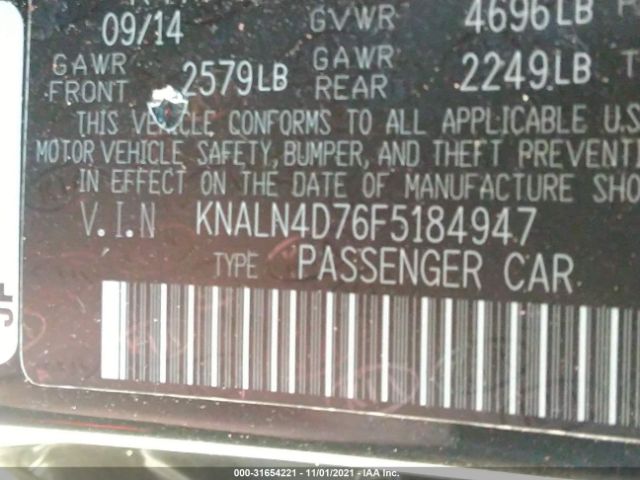 09/14 GVWR 4696LB
GAWR FRONT 2579LB GAWR REAR 2249LB
THIS VEHICLE CONFORMS TO ALL APPLICABLE U.S
MOTOR VEHICLE SAFETY, BUMPER, AND THEFT PREVENTI
IN EFFECT ON THE DATE OF MANUFACTURE SHO
V.I.N KNALN4D76F5184947
TYPE PASSENGER CAR
000-31654221 - 11/01/2021 - IAA Inc.